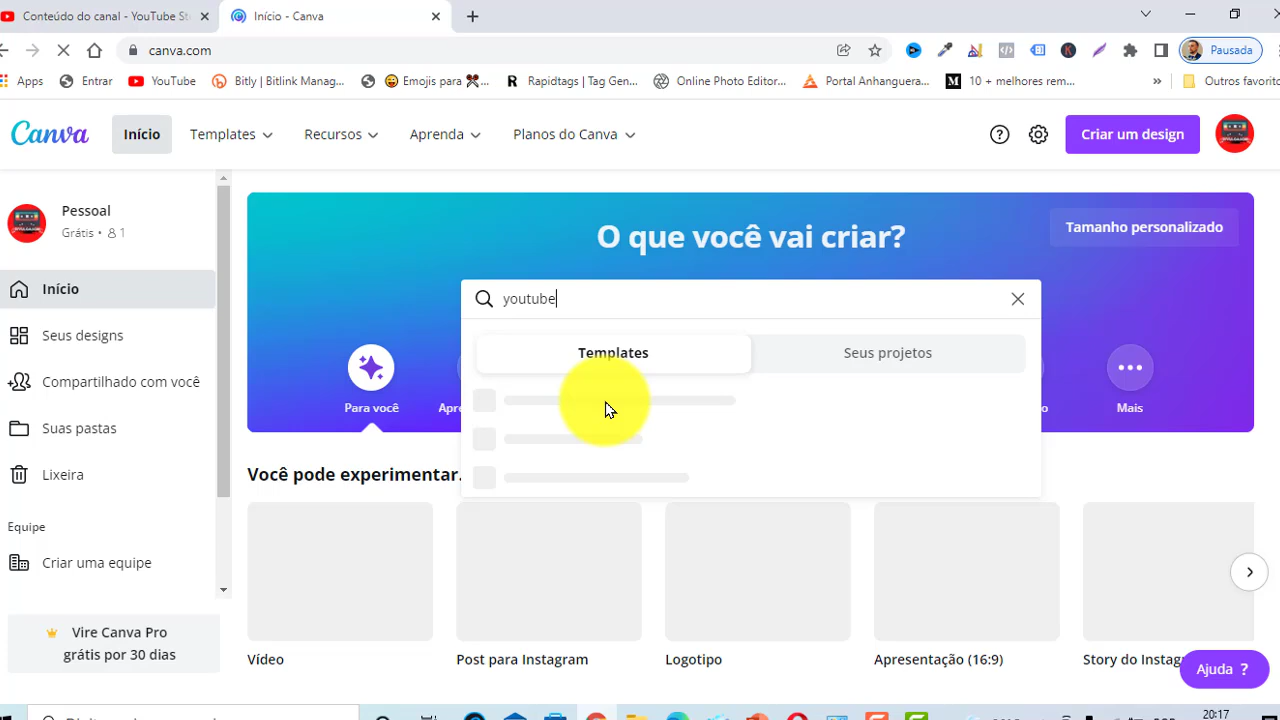 Conteúdo do canal - YouTube St
Início - Canva
canva.com
Pausada
Apps
Entrar
YouTube
Bitly | Bitlink Manag...
Emojis para
Rapidtags | Tag Gen...
Online Photo Editor...
Portal Anhanguera...
10 + melhores rem...
»
Outros favorito
Canva
Início
Templates
Recursos
Aprenda
Planos do Canva
Criar um design
Pessoal
Grátis • 1
Início
Seus designs
Compartilhado com você
Suas pastas
Lixeira
Equipe
Criar uma equipe
Vire Canva Pro
grátis por 30 dias
O que você vai criar?
Tamanho personalizado
youtube
Templates
Seus projetos
Para você
Mais
Você pode experimentar.
Vídeo
Post para Instagram
Logotipo
Apresentação (16:9)
Story do Instag
Ajuda ?
20:17